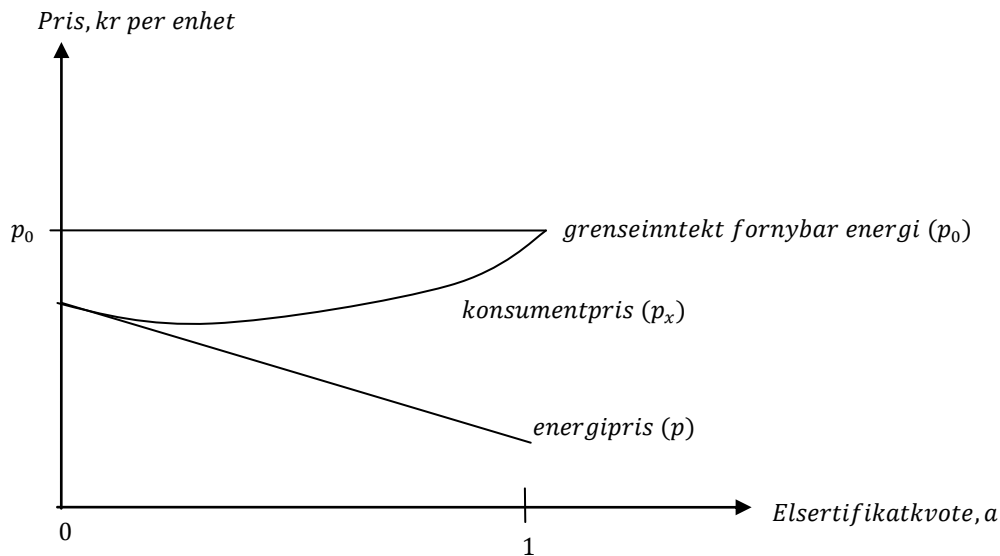 Pris, kr per enhet
p₀
grenseinntekt fornybar energi (p₀)
konsumentpris (pₓ)
energipris (p)
Elsertifikatkvote, a
0
1